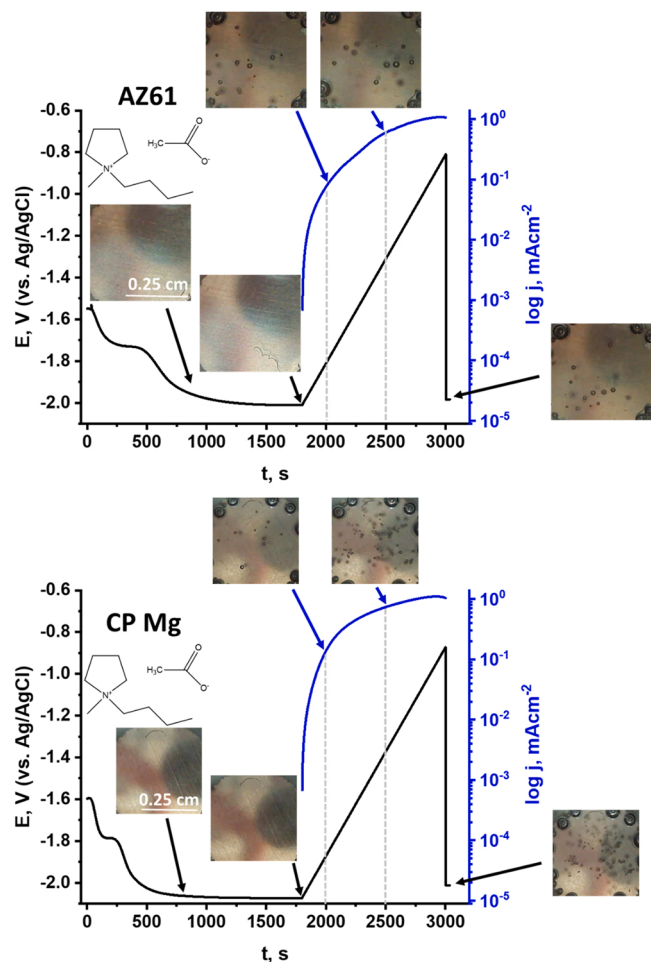 AZ61
N+
H₃C
O
O-
0.25 cm
E, V (vs. Ag/AgCl)
-0.6
-0.8
-1.0
-1.2
-1.4
-1.6
-1.8
-2.0
0 500 1000 1500 2000 2500 3000
t, s
10⁰
10⁻¹
10⁻²
10⁻³
10⁻⁴
10⁻⁵
log j, mAcm⁻²
CP Mg
N+
H₃C
O
O-
0.25 cm
E, V (vs. Ag/AgCl)
-0.6
-0.8
-1.0
-1.2
-1.4
-1.6
-1.8
-2.0
0 500 1000 1500 2000 2500 3000
t, s
10⁰
10⁻¹
10⁻²
10⁻³
10⁻⁴
10⁻⁵
log j, mAcm⁻²